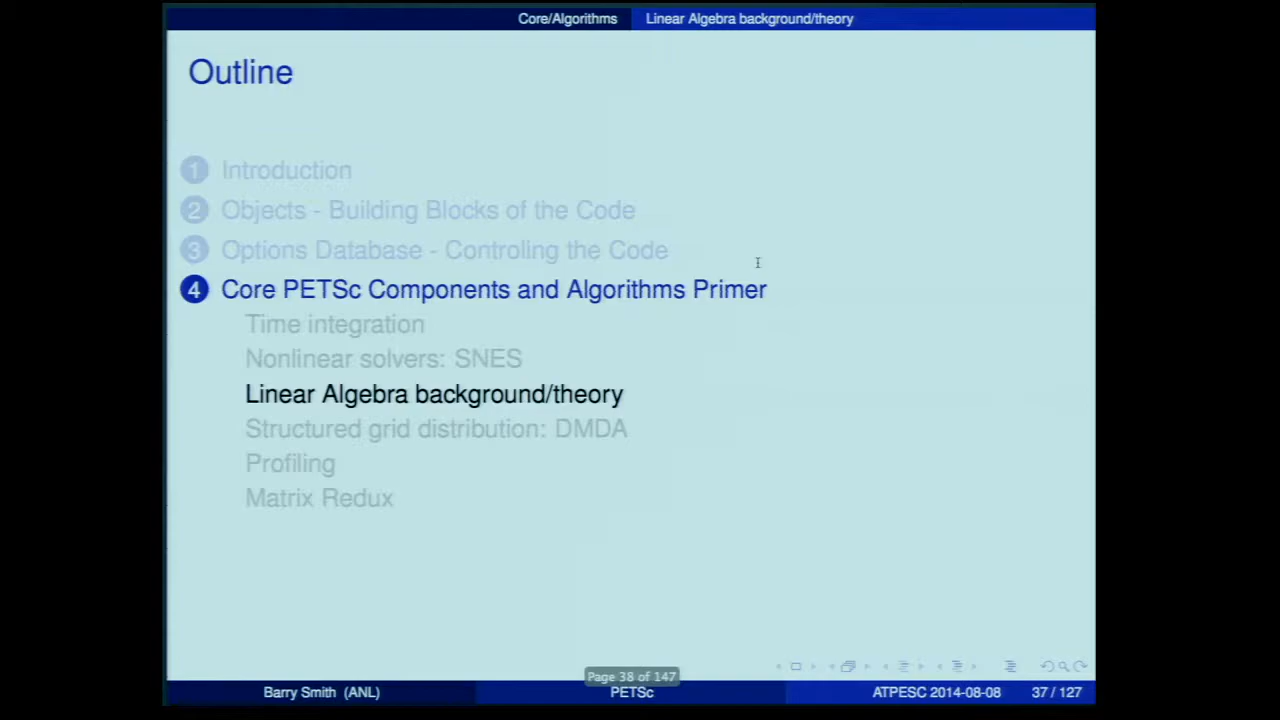 Core/Algorithms Linear Algebra background/theory
Outline
1 Introduction
2 Objects - Building Blocks of the Code
3 Options Database - Controling the Code
4 Core PETSc Components and Algorithms Primer
Time integration
Nonlinear solvers: SNES
Linear Algebra background/theory
Structured grid distribution: DMDA
Profiling
Matrix Redux
Page 38 of 147
Barry Smith (ANL) PETSc ATPESC 2014-08-08 37 / 127